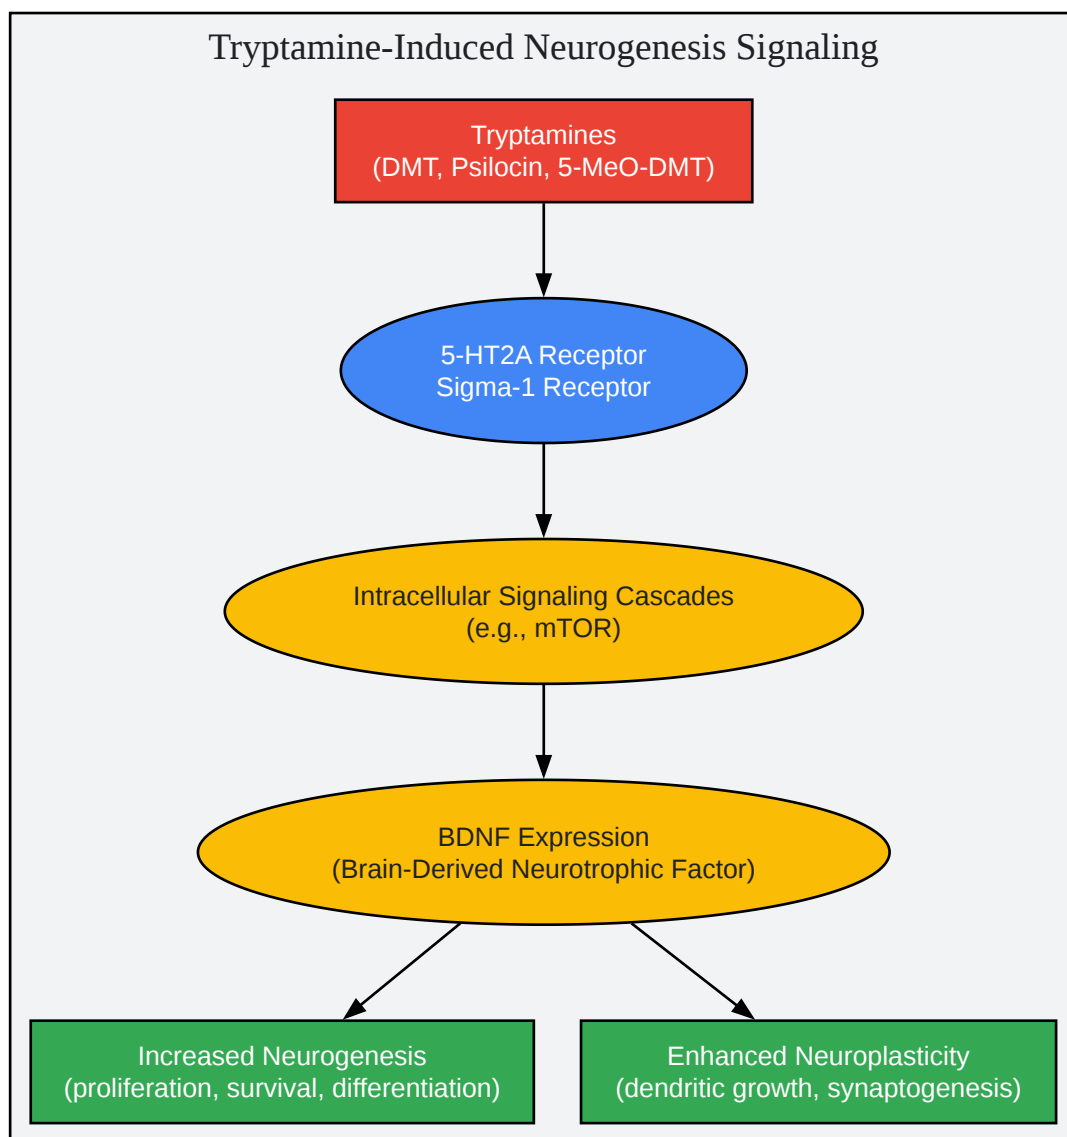 Tryptamine-Induced Neurogenesis Signaling
Tryptamines
(DMT, Psilocin, 5-MeO-DMT)
5-HT2A Receptor
Sigma-1 Receptor
Intracellular Signaling Cascades
(e.g., mTOR)
BDNF Expression
(Brain-Derived Neurotrophic Factor)
Increased Neurogenesis
(proliferation, survival, differentiation)
Enhanced Neuroplasticity
(dendritic growth, synaptogenesis)